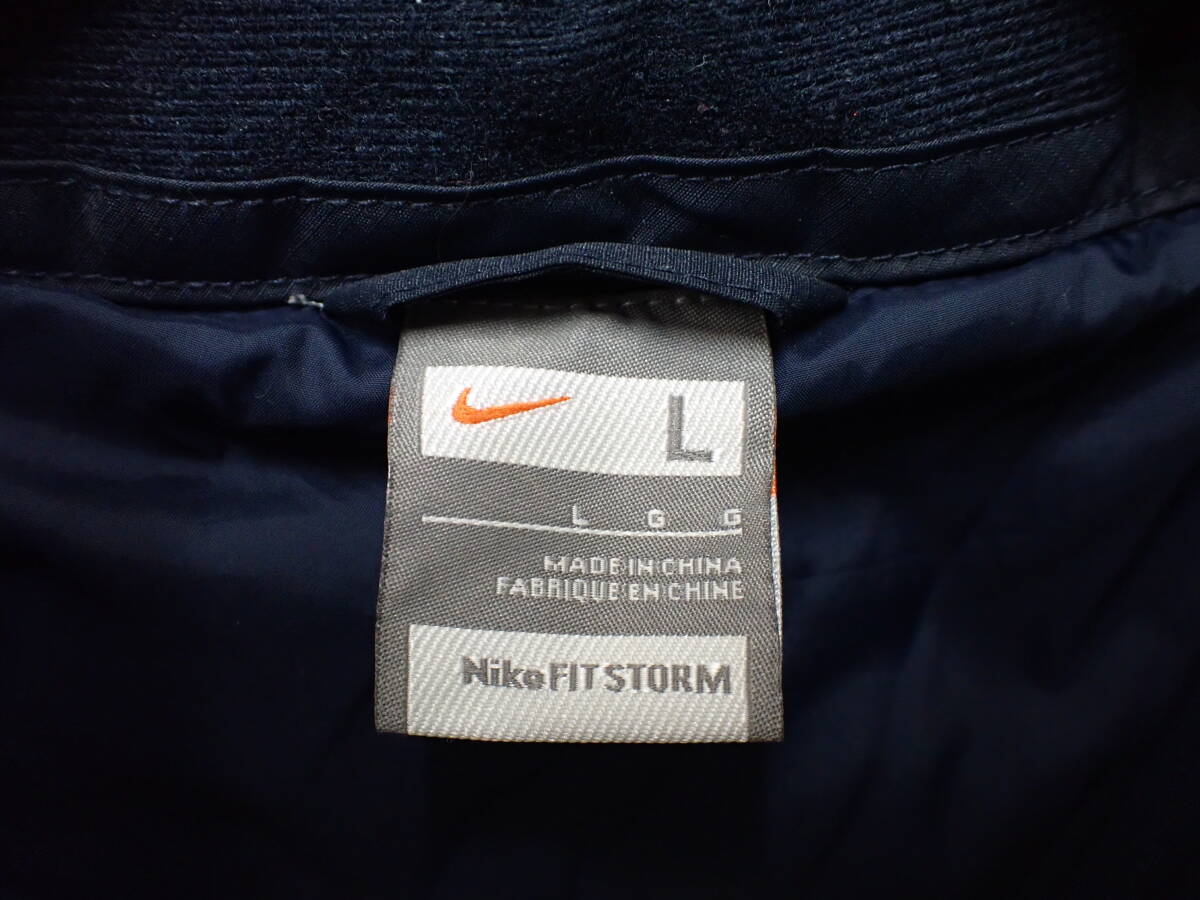 L
L G G
MADE IN CHINA
FABRIQUE EN CHINE
Nike FIT STORM